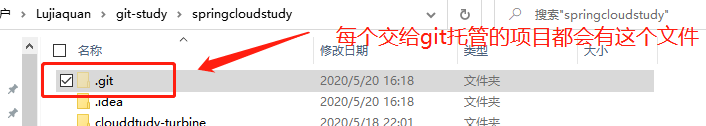 户 › Lujiaquan › git-study › springcloudstudy
搜索"springcloudstudy"
每个交给git托管的项目都会有这个文件
名称 修改日期 类型 大小
.git 2020/5/20 16:18 文件夹
.idea 2020/5/20 16:18 文件夹
clouddtudy-turbine 2020/5/18 22:01 文件夹